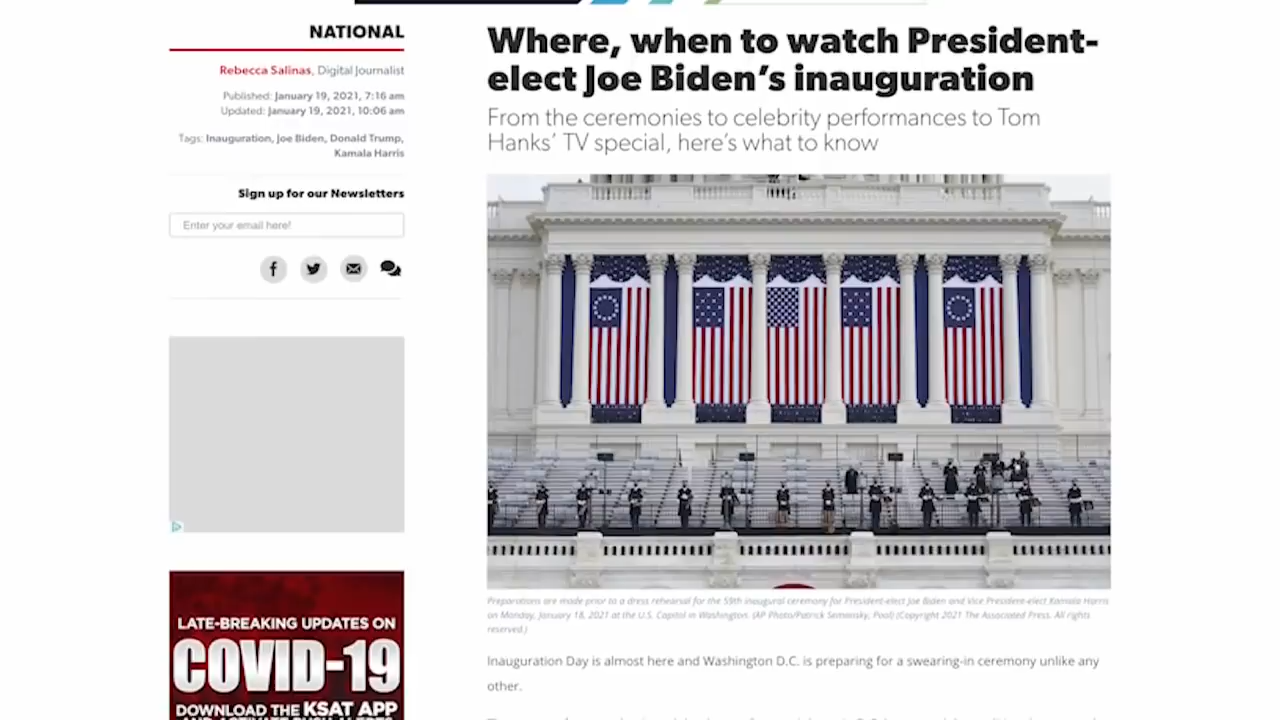 NATIONAL
Rebecca Salinas, Digital Journalist
Published: January 19, 2021, 7:16 am
Updated: January 19, 2021, 10:06 am
Tags: Inauguration, Joe Biden, Donald Trump,
Kamala Harris
Sign up for our Newsletters
Enter your email here!
LATE-BREAKING UPDATES ON
COVID-19
DOWNLOAD THE KSAT APP
AND ACTIVATE PUSH ALERTS
Where, when to watch President-
elect Joe Biden’s inauguration
From the ceremonies to celebrity performances to Tom
Hanks’ TV special, here’s what to know
Preparations are made prior to a dress rehearsal for the 59th inaugural ceremony for President-elect Joe Biden and Vice President-elect Kamala Harris
on Monday, January 18, 2021 at the U.S. Capitol in Washington. (AP Photo/Patrick Semansky, Pool) (Copyright 2021 The Associated Press. All rights
reserved.)
Inauguration Day is almost here and Washington D.C. is preparing for a swearing-in ceremony unlike any
other.